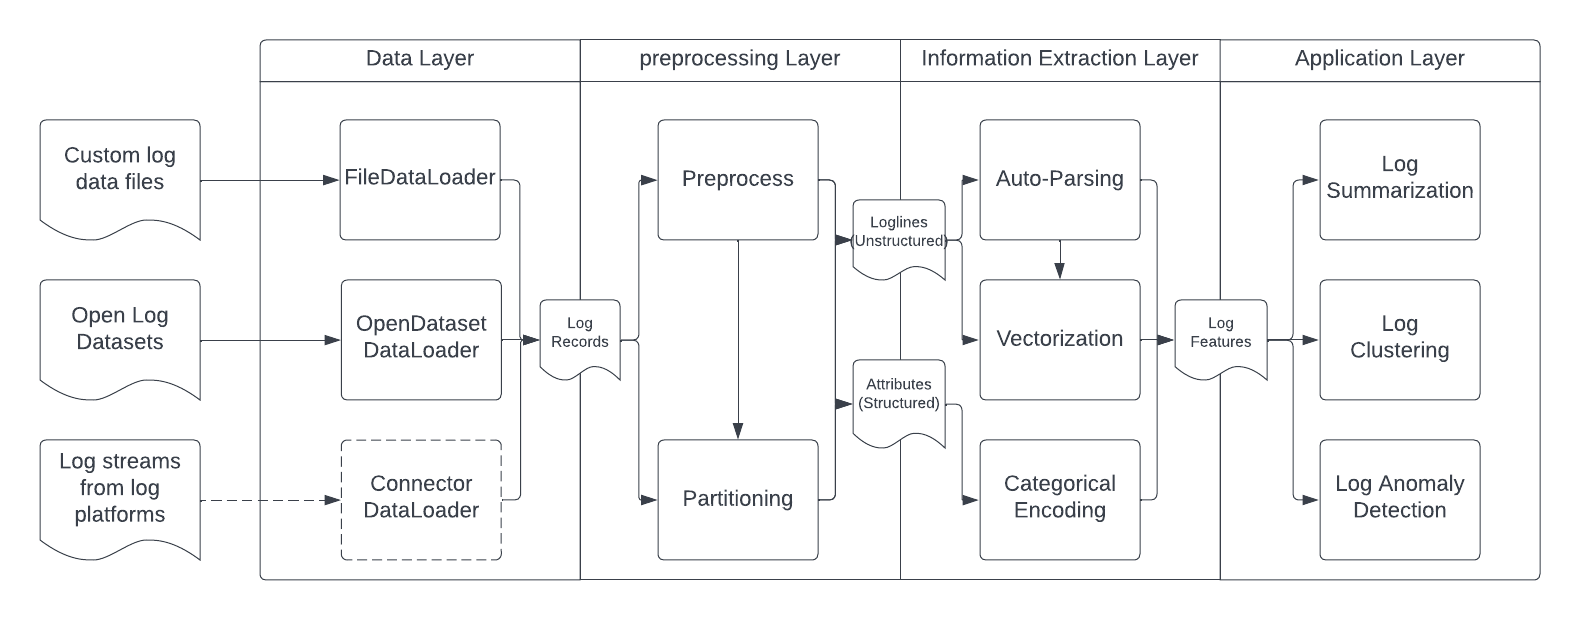 Data Layer
preprocessing Layer
Information Extraction Layer
Application Layer
Custom log
data files
FileDataLoader
Preprocess
Loglines
(Unstructured)
Auto-Parsing
Log
Summarization
Open Log
Datasets
OpenDataset
DataLoader
Log
Records
Attributes
(Structured)
Vectorization
Log
Features
Log
Clustering
Log streams
from log
platforms
Connector
DataLoader
Partitioning
Categorical
Encoding
Log Anomaly
Detection